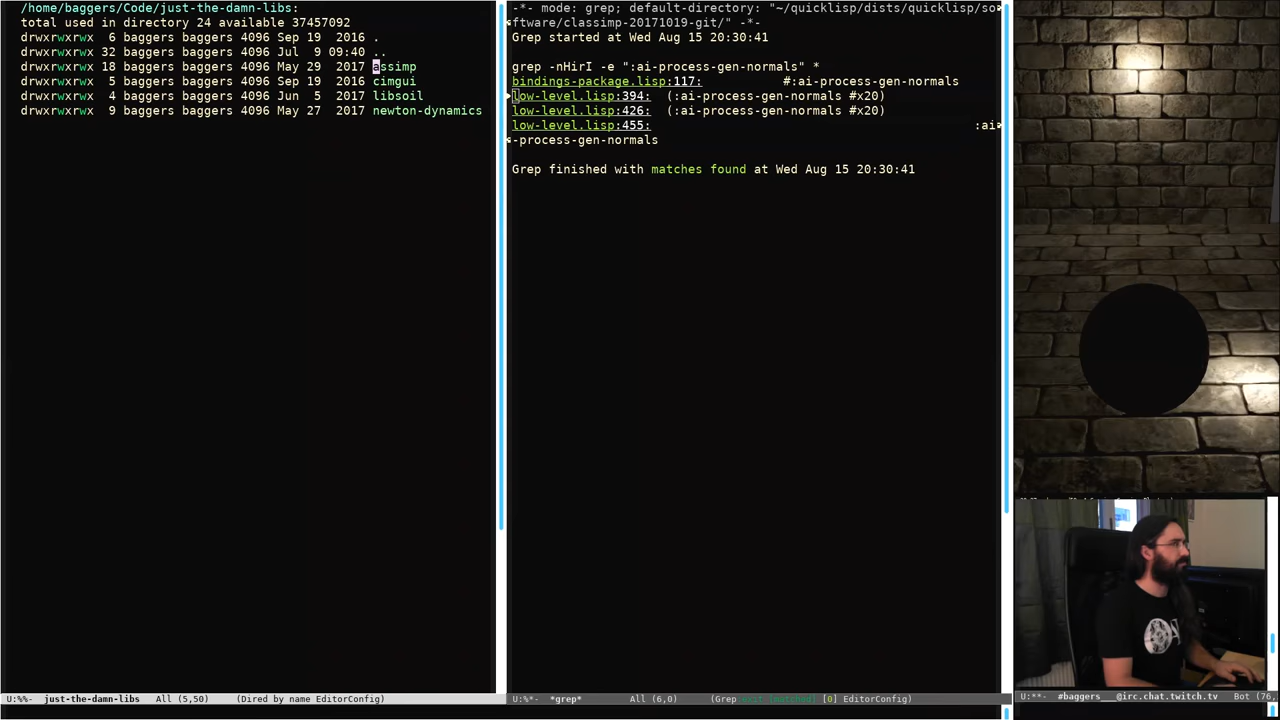 /home/baggers/Code/just-the-damn-libs:
total used in directory 24 available 37457092
drwxrwxrwx  6 baggers baggers 4096 Sep 19  2016 .
drwxrwxrwx 32 baggers baggers 4096 Jul  9 09:40 ..
drwxrwxrwx 18 baggers baggers 4096 May 29  2017 assimp
drwxrwxrwx  5 baggers baggers 4096 Sep 19  2016 cimgui
drwxrwxrwx  4 baggers baggers 4096 Jun  5  2017 libsoil
drwxrwxrwx  9 baggers baggers 4096 May 27  2017 newton-dynamics
U:%%-  just-the-damn-libs   All (5,50)    (Dired by name EditorConfig)
-*- mode: grep; default-directory: "~/quicklisp/dists/quicklisp/so
ftware/classimp-20171019-git/" -*-
Grep started at Wed Aug 15 20:30:41
grep -nHirI -e ":ai-process-gen-normals" *
bindings-package.lisp:117:           #:ai-process-gen-normals
low-level.lisp:394:  (:ai-process-gen-normals #x20)
low-level.lisp:426:  (:ai-process-gen-normals #x20)
low-level.lisp:455:                                         :ai
-process-gen-normals
Grep finished with matches found at Wed Aug 15 20:30:41
U:%*-  *grep*      All (6,0)    (Grep:exit [matched] [0] EditorConfig)
U:**-  #baggers___@irc.chat.twitch.tv   Bot (76,